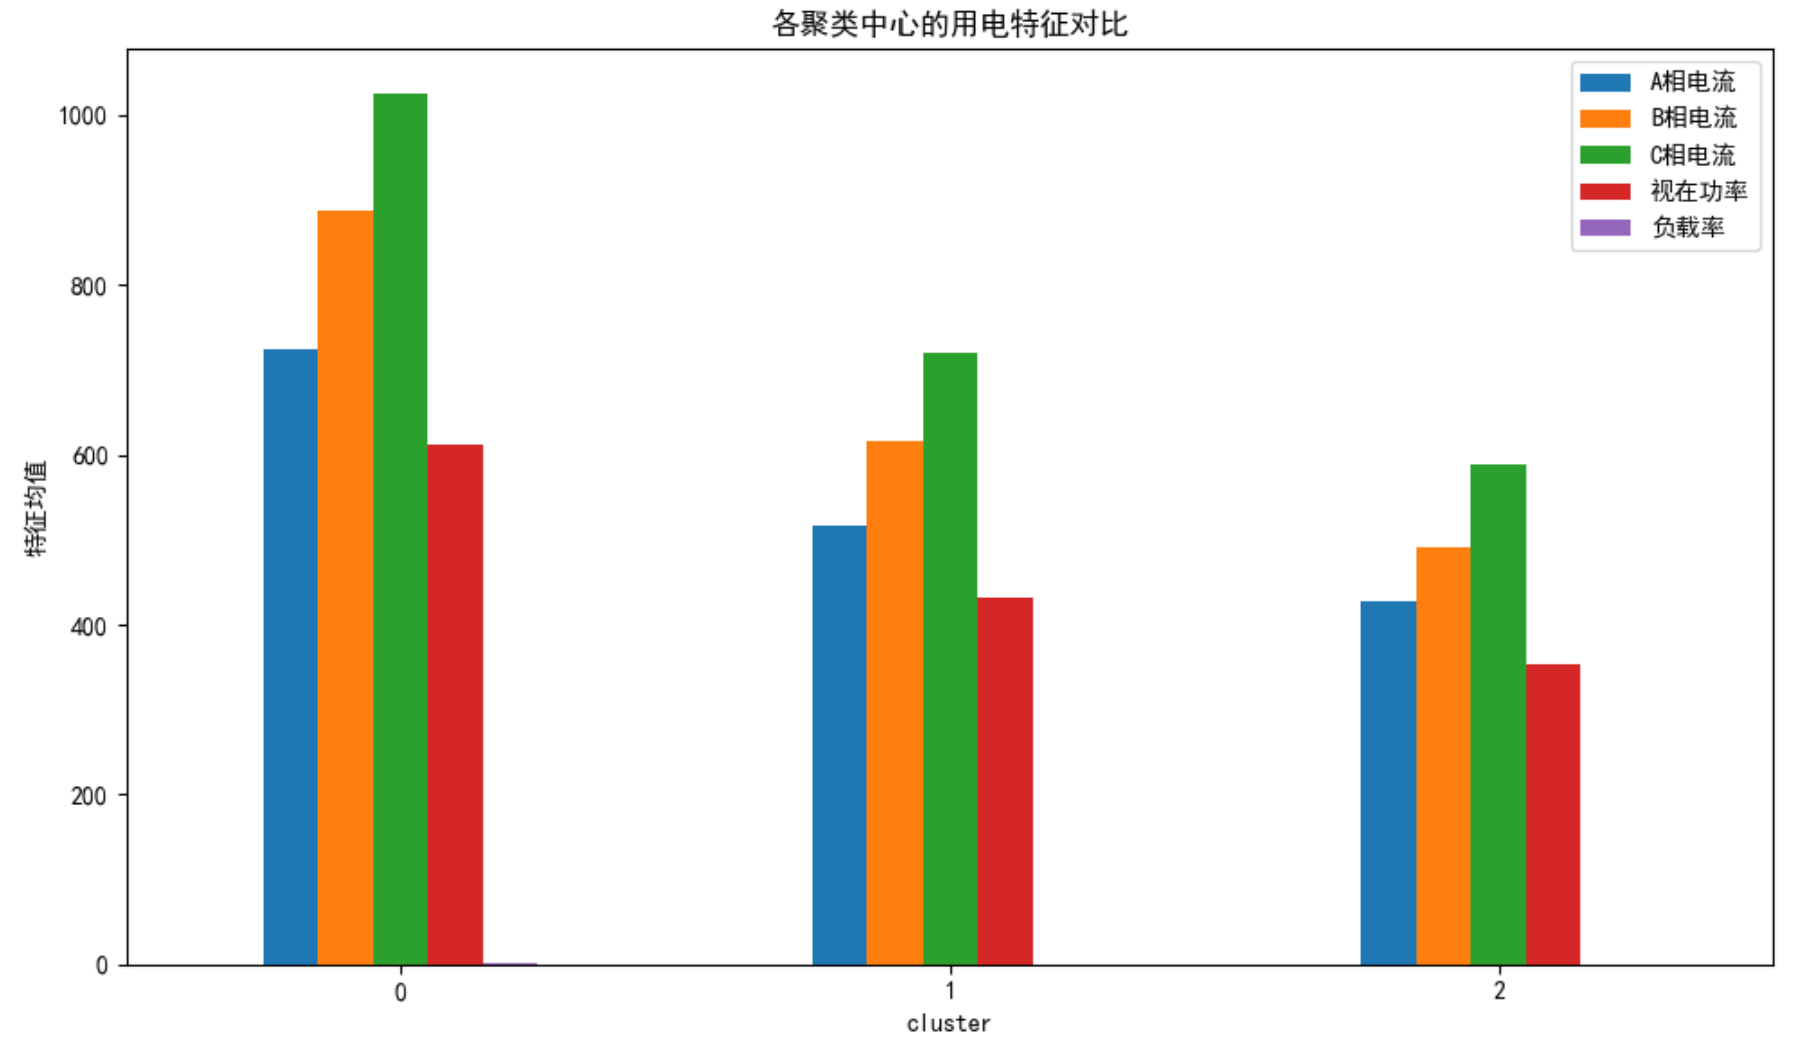 各聚类中心的用电特征对比
A相电流
B相电流
C相电流
视在功率
负载率
特征均值
1000
800
600
400
200
0
0
1
2
cluster